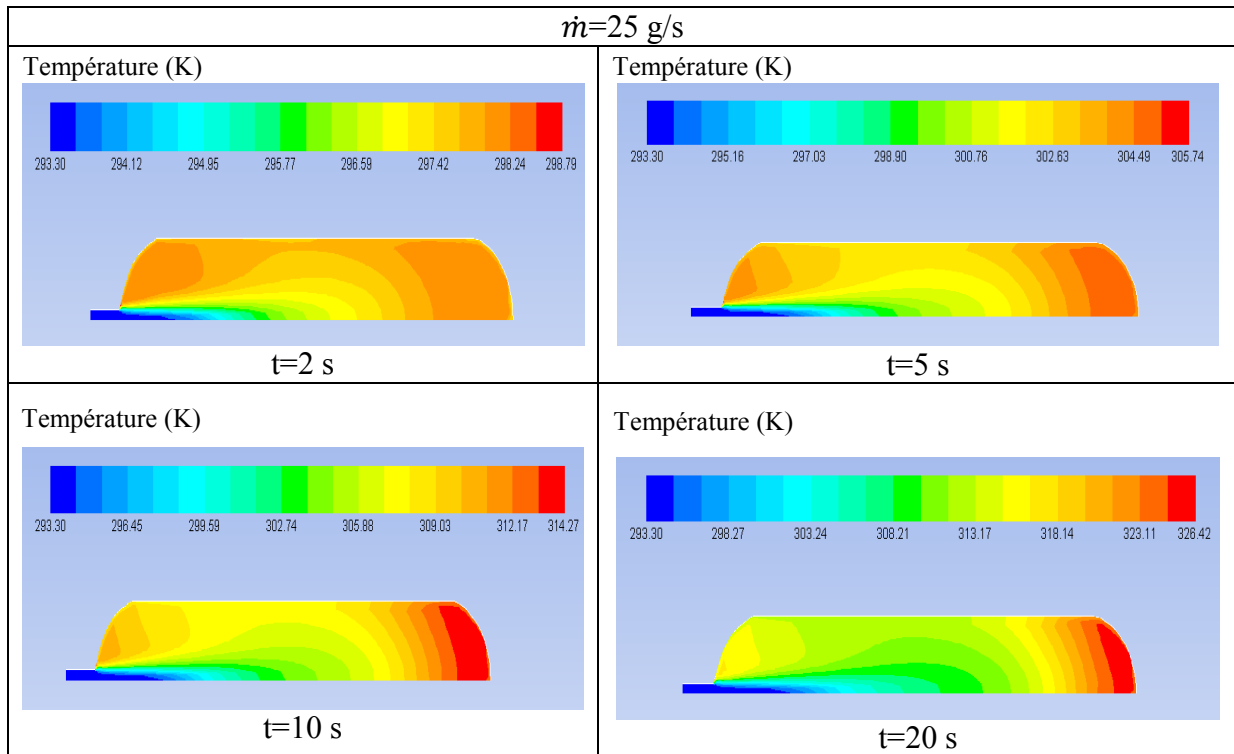 ṁ=25 g/s
Température (K)
293.30 294.12 294.95 295.77 296.59 297.42 298.24 298.79
t=2 s
Température (K)
293.30 295.16 297.03 298.90 300.76 302.63 304.49 305.74
t=5 s
Température (K)
293.30 296.45 299.59 302.74 305.88 309.03 312.17 314.27
t=10 s
Température (K)
293.30 298.27 303.24 308.21 313.17 318.14 323.11 326.42
t=20 s